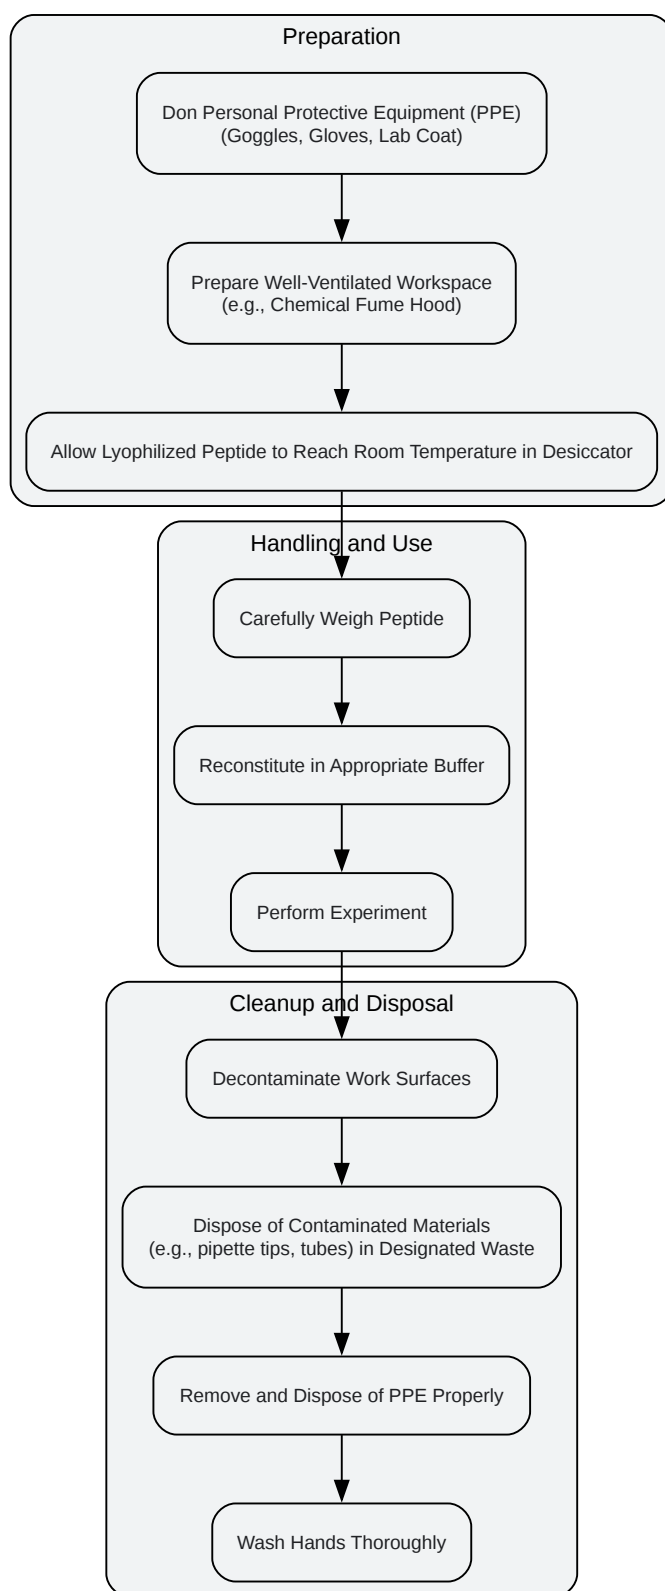 Preparation
Don Personal Protective Equipment (PPE)
(Goggles, Gloves, Lab Coat)
Prepare Well-Ventilated Workspace
(e.g., Chemical Fume Hood)
Allow Lyophilized Peptide to Reach Room Temperature in Desiccator
Handling and Use
Carefully Weigh Peptide
Reconstitute in Appropriate Buffer
Perform Experiment
Cleanup and Disposal
Decontaminate Work Surfaces
Dispose of Contaminated Materials
(e.g., pipette tips, tubes) in Designated Waste
Remove and Dispose of PPE Properly
Wash Hands Thoroughly